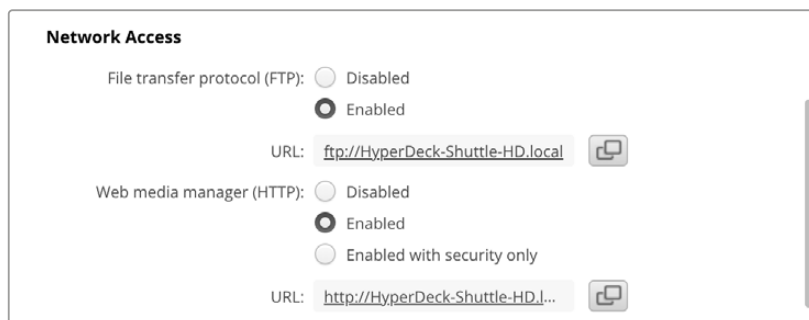 Network Access
File transfer protocol (FTP): Disabled
Enabled
URL: ftp://HyperDeck-Shuttle-HD.local
Web media manager (HTTP): Disabled
Enabled
Enabled with security only
URL: http://HyperDeck-Shuttle-HD.l...